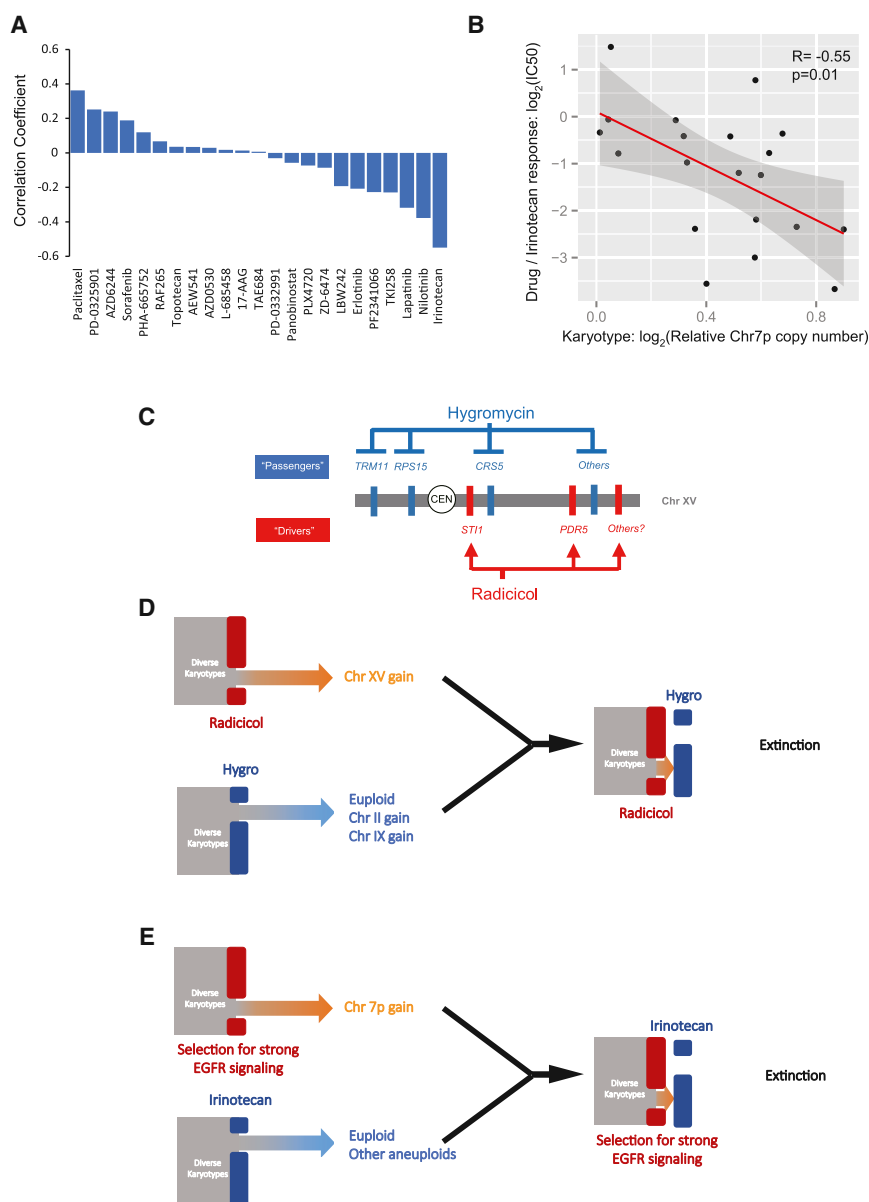 A
Correlation Coefficient
0.6
0.4
0.2
0
-0.2
-0.4
-0.6
Paclitaxel
PD-0325901
AZD6244
Sorafenib
PHA-665752
RAF265
Topotecan
AEW541
AZD0530
L-685458
17-AAG
TAE684
PD-0332991
Panobinostat
PLX4720
ZD-6474
LBW242
Erlotinib
PF2341066
TKI258
Lapatinib
Nilotinib
Irinotecan
B
Drug / Irinotecan response: log2(IC50)
R= -0.55
p=0.01
1
0
−1
−2
−3
0.0
0.4
0.8
Karyotype: log2(Relative Chr7p copy number)
C
Hygromycin
"Passengers"
TRM11
RPS15
CRS5
Others
CEN
Chr XV
"Drivers"
STI1
PDR5
Others?
Radicicol
D
Diverse
Karyotypes
Chr XV gain
Radicicol
Hygro
Diverse
Karyotypes
Euploid
Chr II gain
Chr IX gain
Hygro
Diverse
Karyotypes
Radicicol
Extinction
E
Diverse
Karyotypes
Chr 7p gain
Selection for strong
EGFR signaling
Irinotecan
Diverse
Karyotypes
Euploid
Other aneuploids
Irinotecan
Diverse
Karyotypes
Selection for strong
EGFR signaling
Extinction